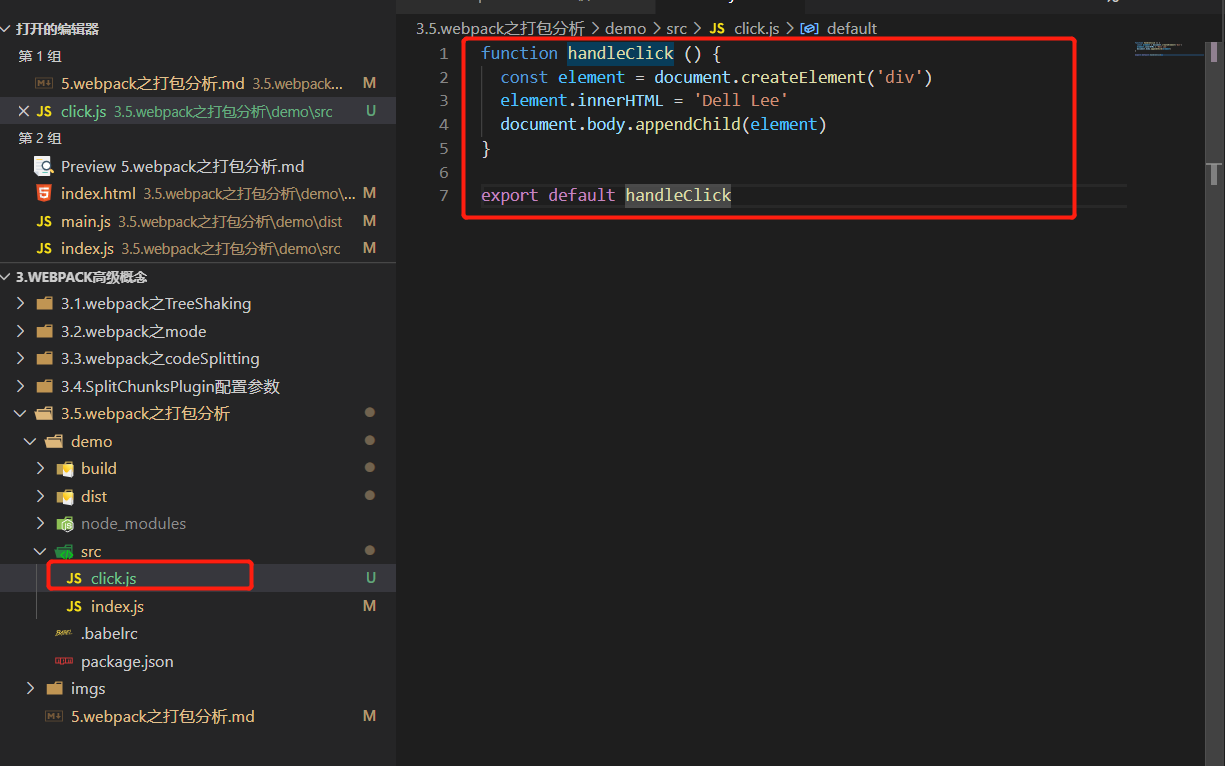 打开的编辑器
第 1 组
5.webpack之打包分析.md 3.5.webpack... M
JS click.js 3.5.webpack之打包分析\demo\src U
第 2 组
Preview 5.webpack之打包分析.md
index.html 3.5.webpack之打包分析\demo\... M
JS main.js 3.5.webpack之打包分析\demo\dist M
JS index.js 3.5.webpack之打包分析\demo\src M
3.WEBPACK高级概念
3.1.webpack之TreeShaking
3.2.webpack之mode
3.3.webpack之codeSplitting
3.4.SplitChunksPlugin配置参数
3.5.webpack之打包分析
demo
build
dist
node_modules
src
JS click.js U
JS index.js M
BABEL .babelrc
package.json
imgs
5.webpack之打包分析.md M
3.5.webpack之打包分析 > demo > src > JS click.js > default
1 function handleClick () {
2 const element = document.createElement('div')
3 element.innerHTML = 'Dell Lee'
4 document.body.appendChild(element)
5 }
6
7 export default handleClick